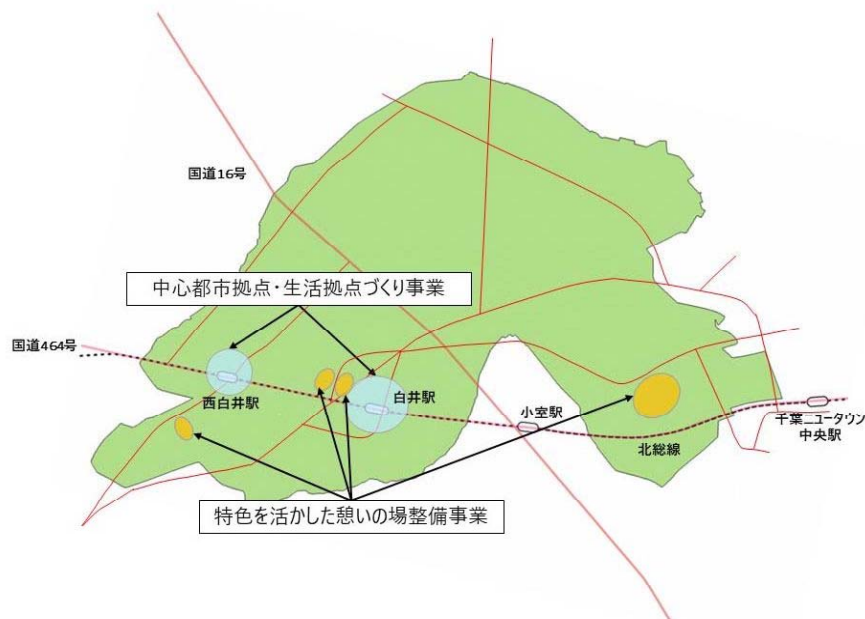 国道16号
中心都市拠点・生活拠点づくり事業
国道464号
西白井駅
白井駅
小室駅
千葉ニュータウン
中央駅
北総線
特色を活かした憩いの場整備事業